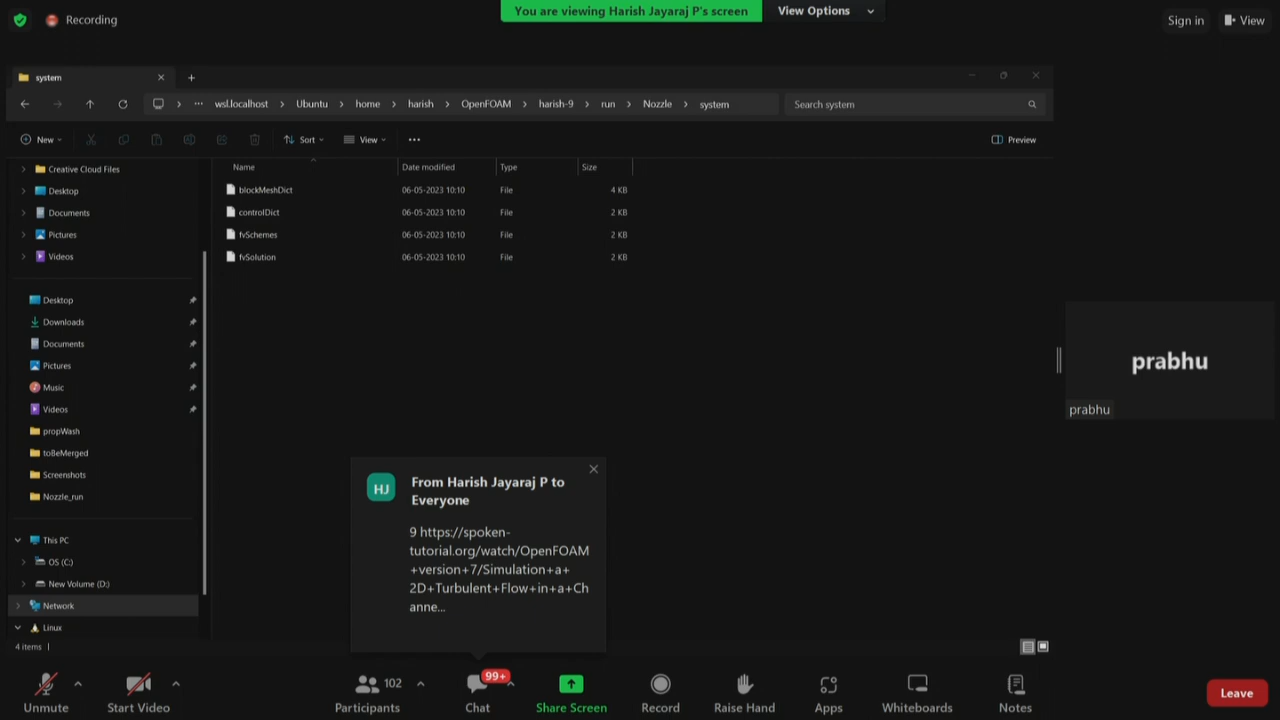 Recording
You are viewing Harish Jayaraj P's screen
View Options
Sign in
View
system
wsl.localhost > Ubuntu > home > harish > OpenFOAM > harish-9 > run > Nozzle > system
Search system
New
Sort
View
Preview
Creative Cloud Files
Desktop
Documents
Pictures
Videos
Desktop
Downloads
Documents
Pictures
Music
Videos
propWash
toBeMerged
Screenshots
Nozzle_run
This PC
OS (C:)
New Volume (D:)
Network
Linux
4 items
Name Date modified Type Size
blockMeshDict 06-05-2023 10:10 File 4 KB
controlDict 06-05-2023 10:10 File 2 KB
fvSchemes 06-05-2023 10:10 File 2 KB
fvSolution 06-05-2023 10:10 File 2 KB
HJ
From Harish Jayaraj P to
Everyone
9 https://spoken-
tutorial.org/watch/OpenFOAM
+version+7/Simulation+a+
2D+Turbulent+Flow+in+a+Ch
anne...
prabhu
prabhu
Unmute
Start Video
102
Participants
99+
Chat
Share Screen
Record
Raise Hand
Apps
Whiteboards
Notes
Leave